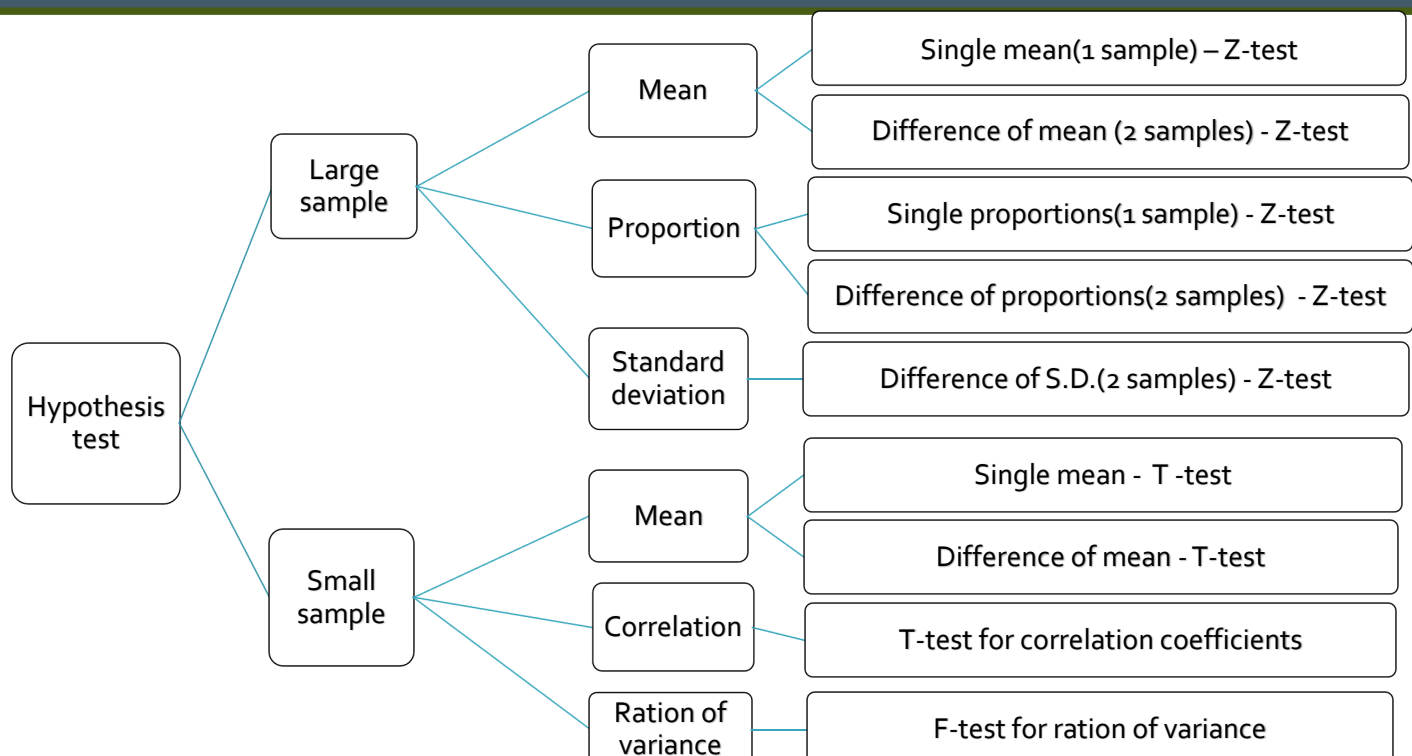 Hypothesis
test
Large
sample
Mean
Single mean(1 sample) – Z-test
Difference of mean (2 samples) - Z-test
Proportion
Single proportions(1 sample) - Z-test
Difference of proportions(2 samples)  - Z-test
Standard
deviation
Difference of S.D.(2 samples) - Z-test
Small
sample
Mean
Single mean -  T -test
Difference of mean - T-test
Correlation
T-test for correlation coefficients
Ration of
variance
F-test for ration of variance